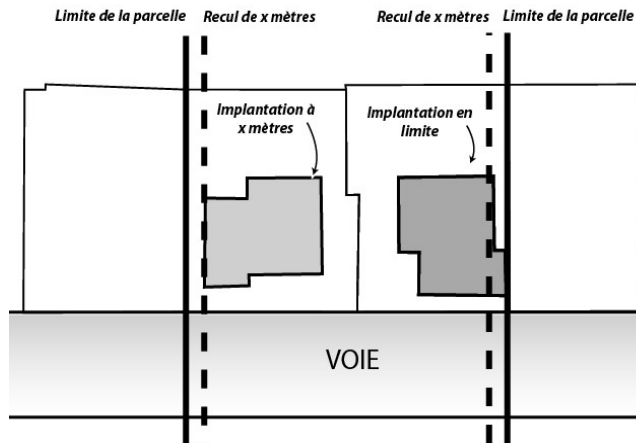 Limite de la parcelle
Recul de x mètres
Recul de x mètres
Limite de la parcelle
Implantation à
x mètres
Implantation en
limite
VOIE